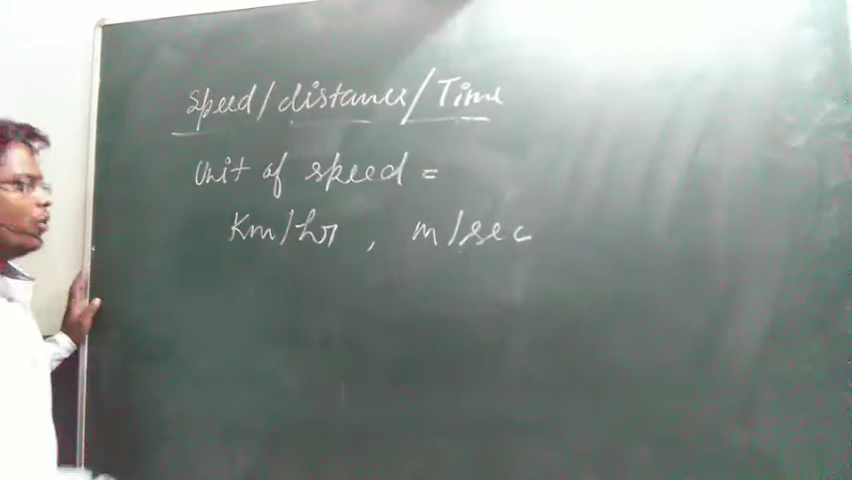 Speed/distance/Time
Unit of speed =
Km/hr , m/sec